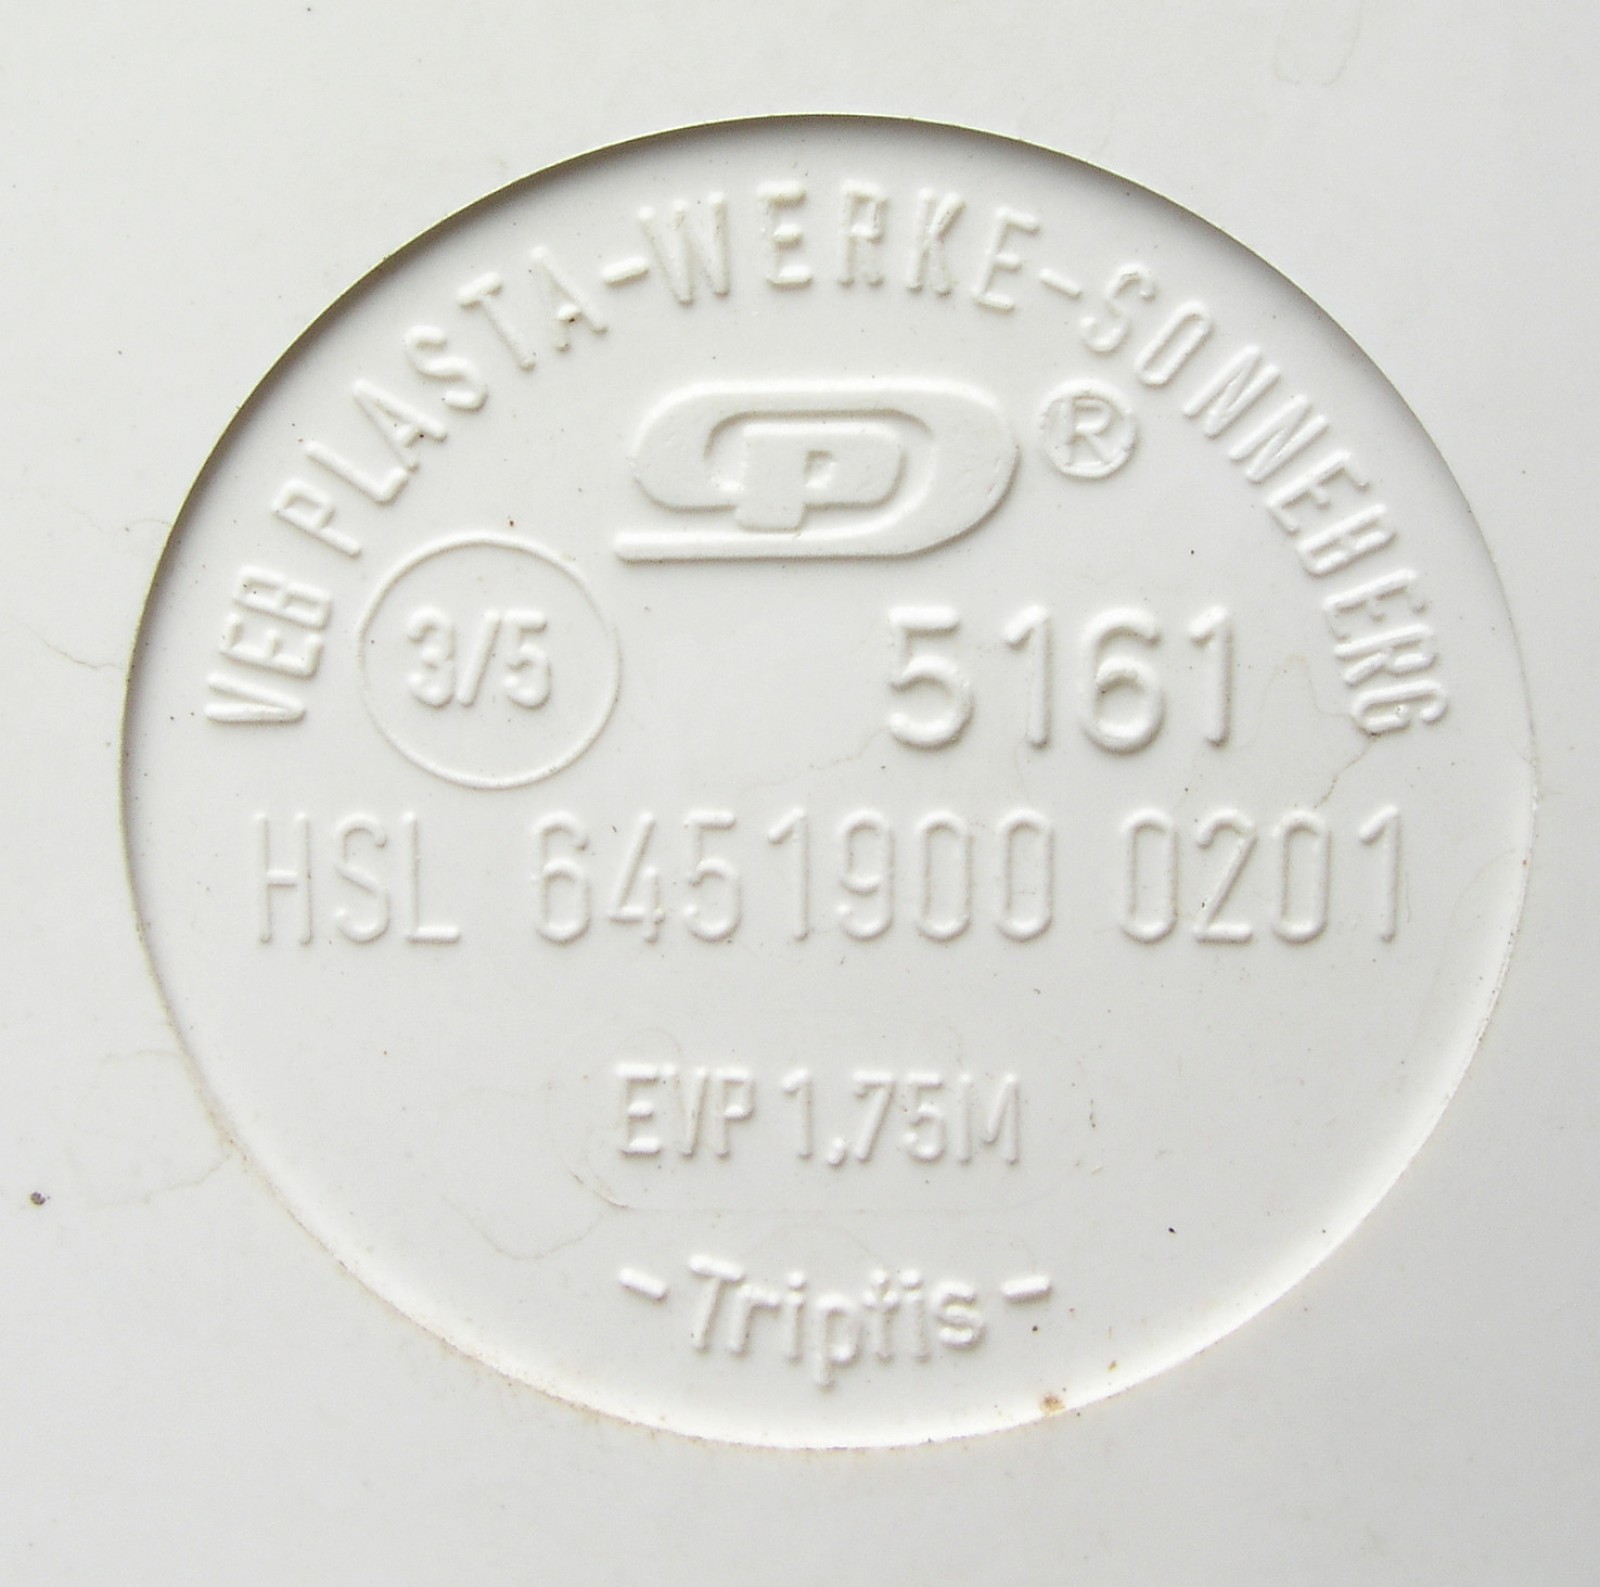 VEB PLASTA-WERKE-SONNEBERG
P ®
3/5 5161
HSL 6451900 0201
EVP 1,75M
-Triptis-